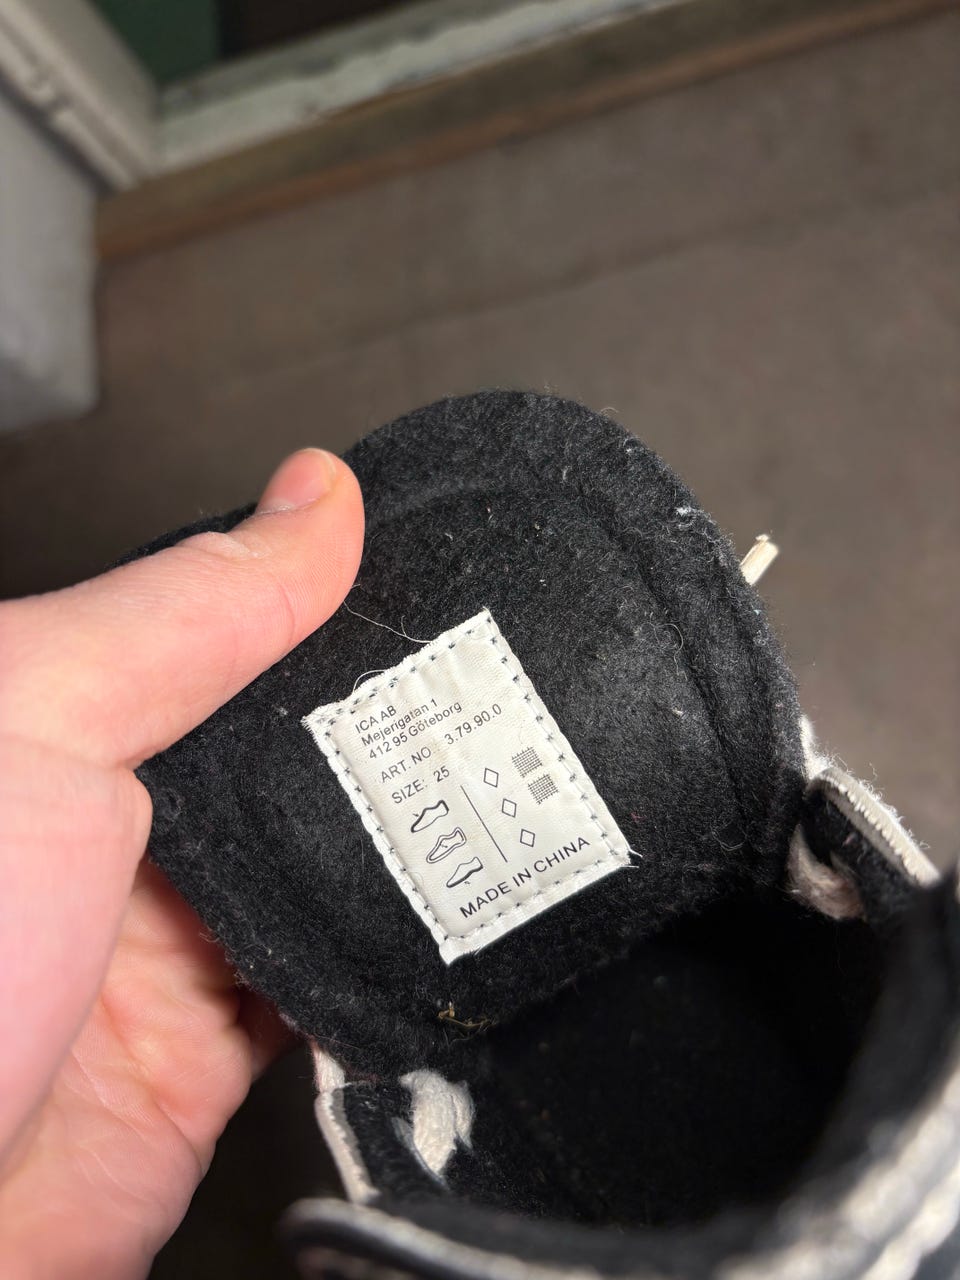 ICA AB
Mejerigatan 1
412 95 Göteborg
ART. NO 3.79.90.0
SIZE: 25
MADE IN CHINA